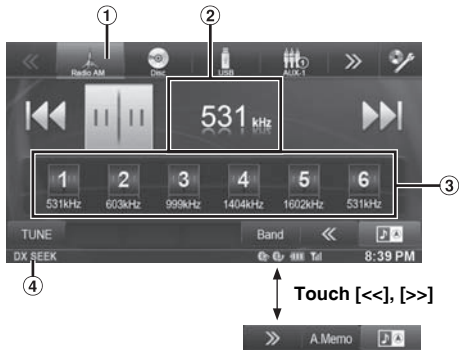 ① ②
Radio AM Disc USB AUX-1
531 kHz
1 2 3 4 5 6
531kHz 603kHz 999kHz 1404kHz 1602kHz 531kHz
③
TUNE Band
DX SEEK 8:39 PM
④
Touch [<<], [>>]
A.Memo